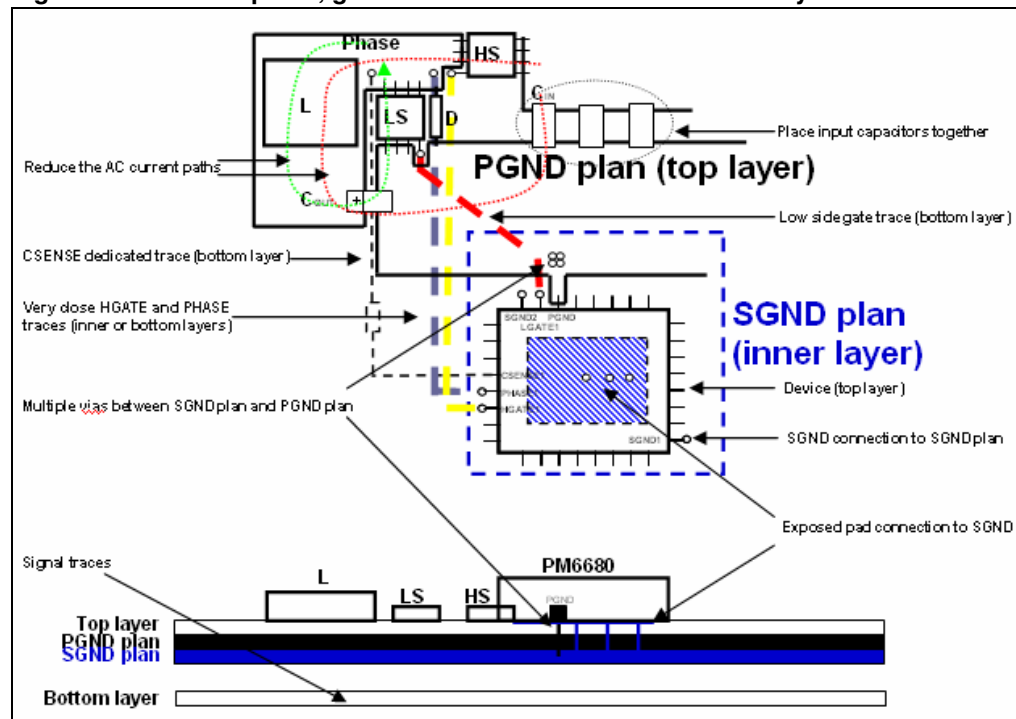 Phase
HS
L
LS
D
C IN
Place input capacitors together
Reduce the AC current paths
PGND plan (top layer)
Cout
+
Low side gate trace (bottom layer)
CSENSE dedicated trace (bottom layer)
Very close HGATE and PHASE
traces (inner or bottom layers)
SGND2 PGND
LGATE1
SGND plan
(inner layer)
Device (top layer)
Multiple vias between SGND plan and PGND plan
SGND1
SGND connection to SGND plan
Exposed pad connection to SGND
Signal traces
PM6680
L
LS
HS
PGND
Top layer
PGND plan
SGND plan
Bottom layer